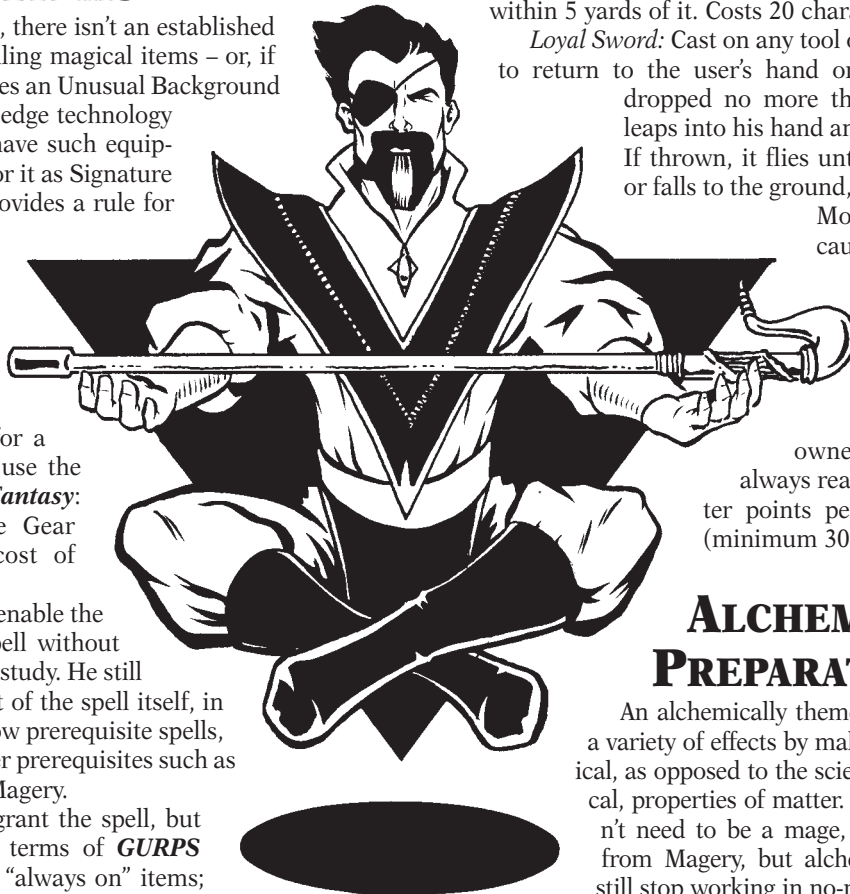 , there isn't an established
ling magical items – or, if
es an Unusual Background
edge technology
have such equip-
or it as Signature
ovides a rule for
or a
use the
Fantasy:
e Gear
cost of
enable the
pell without
study. He still
t of the spell itself, in
ow prerequisite spells,
er prerequisites such as
Magery.
grant the spell, but
terms of GURPS
"always on" items;
within 5 yards of it. Costs 20 chara
Loyal Sword: Cast on any tool o
to return to the user's hand or
dropped no more th
leaps into his hand an
If thrown, it flies unt
or falls to the ground,
Mo
cau
owne
always rea
ter points pe
(minimum 30
ALCHEM
PREPARAT
An alchemically theme
a variety of effects by mak
ical, as opposed to the scie
cal, properties of matter.
n't need to be a mage,
from Magery, but alche
still stop working in no-m